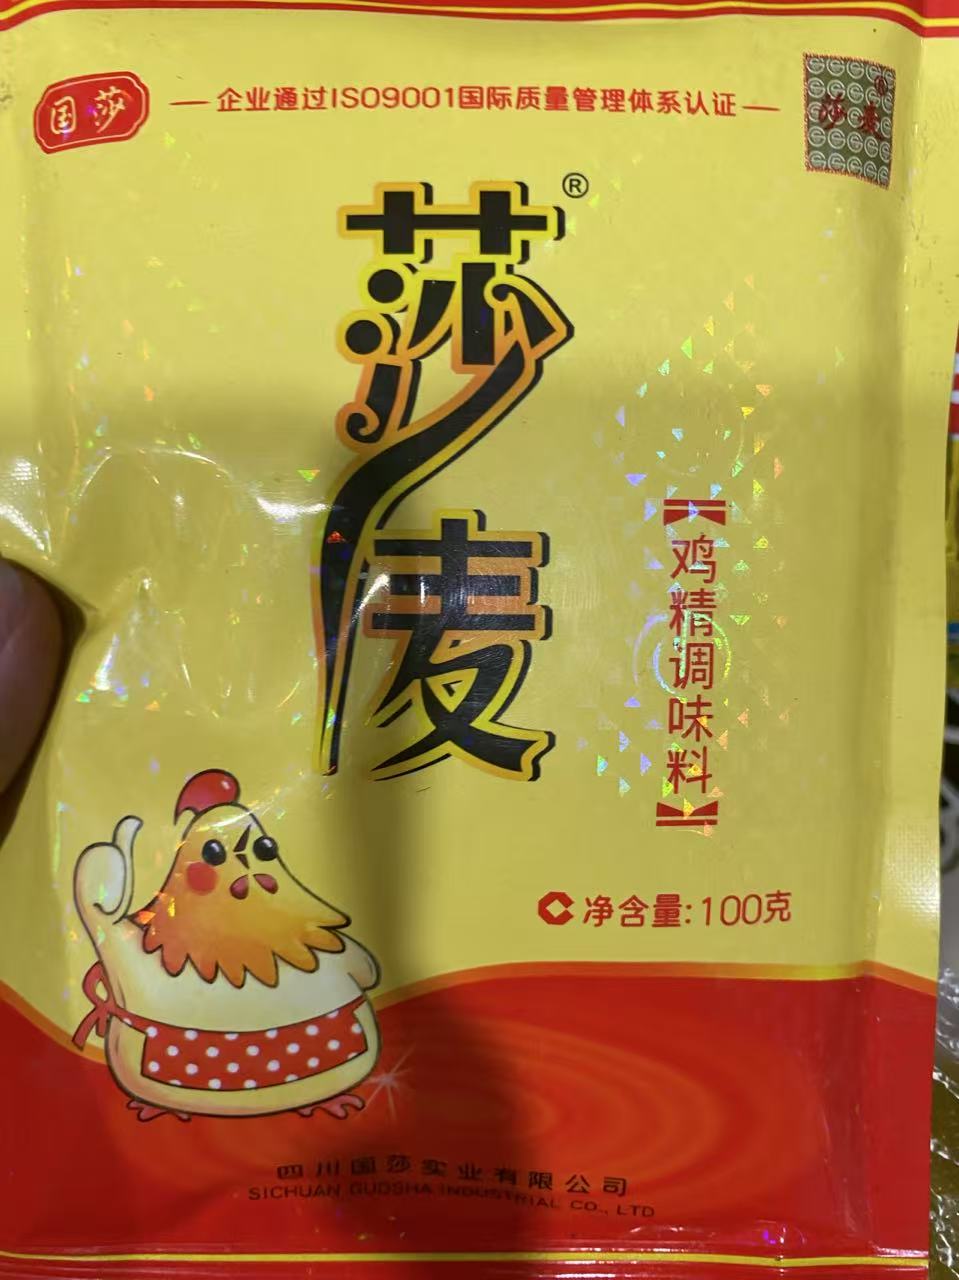 国莎
企业通过ISO9001国际质量管理体系认证
莎麦
®
莎麦
®
【鸡精调味料】
净含量:100克
四川国莎实业有限公司
SICHUAN GUOSHA INDUSTRIAL CO., LTD